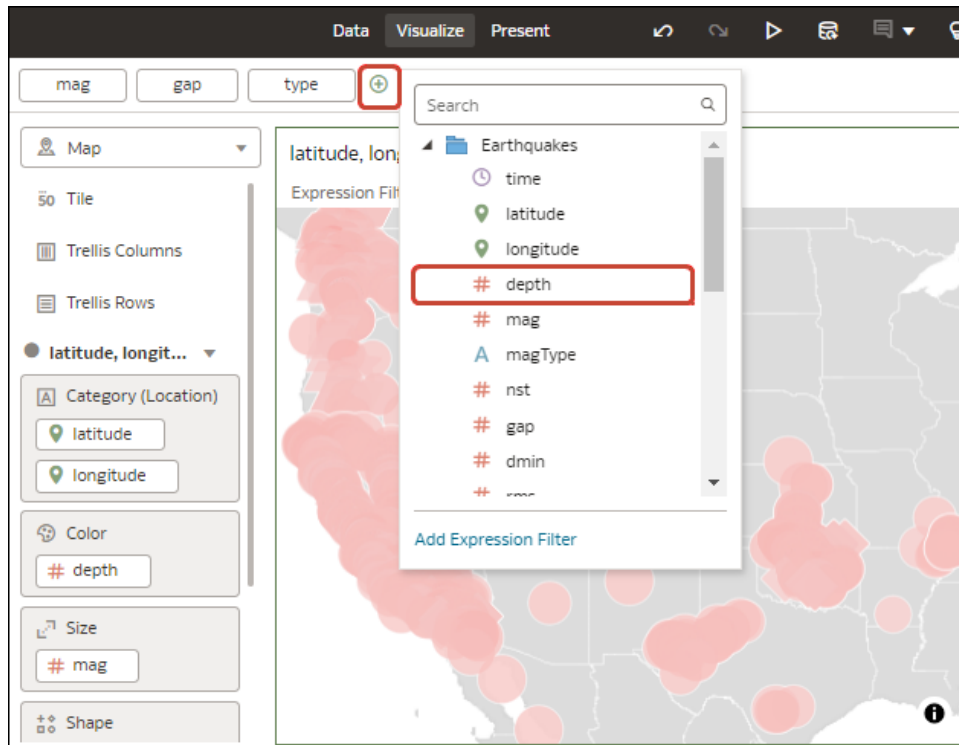 Data Visualize Present
mag gap type
Search
Map
Earthquakes
latitude, lon
Expression Filt
time
Tile
50
latitude
Trellis Columns
longitude
depth
Trellis Rows
mag
latitude, longit...
A magType
nst
A Category (Location)
gap
latitude
dmin
longitude
Color
Add Expression Filter
# depth
Size
# mag
Shape